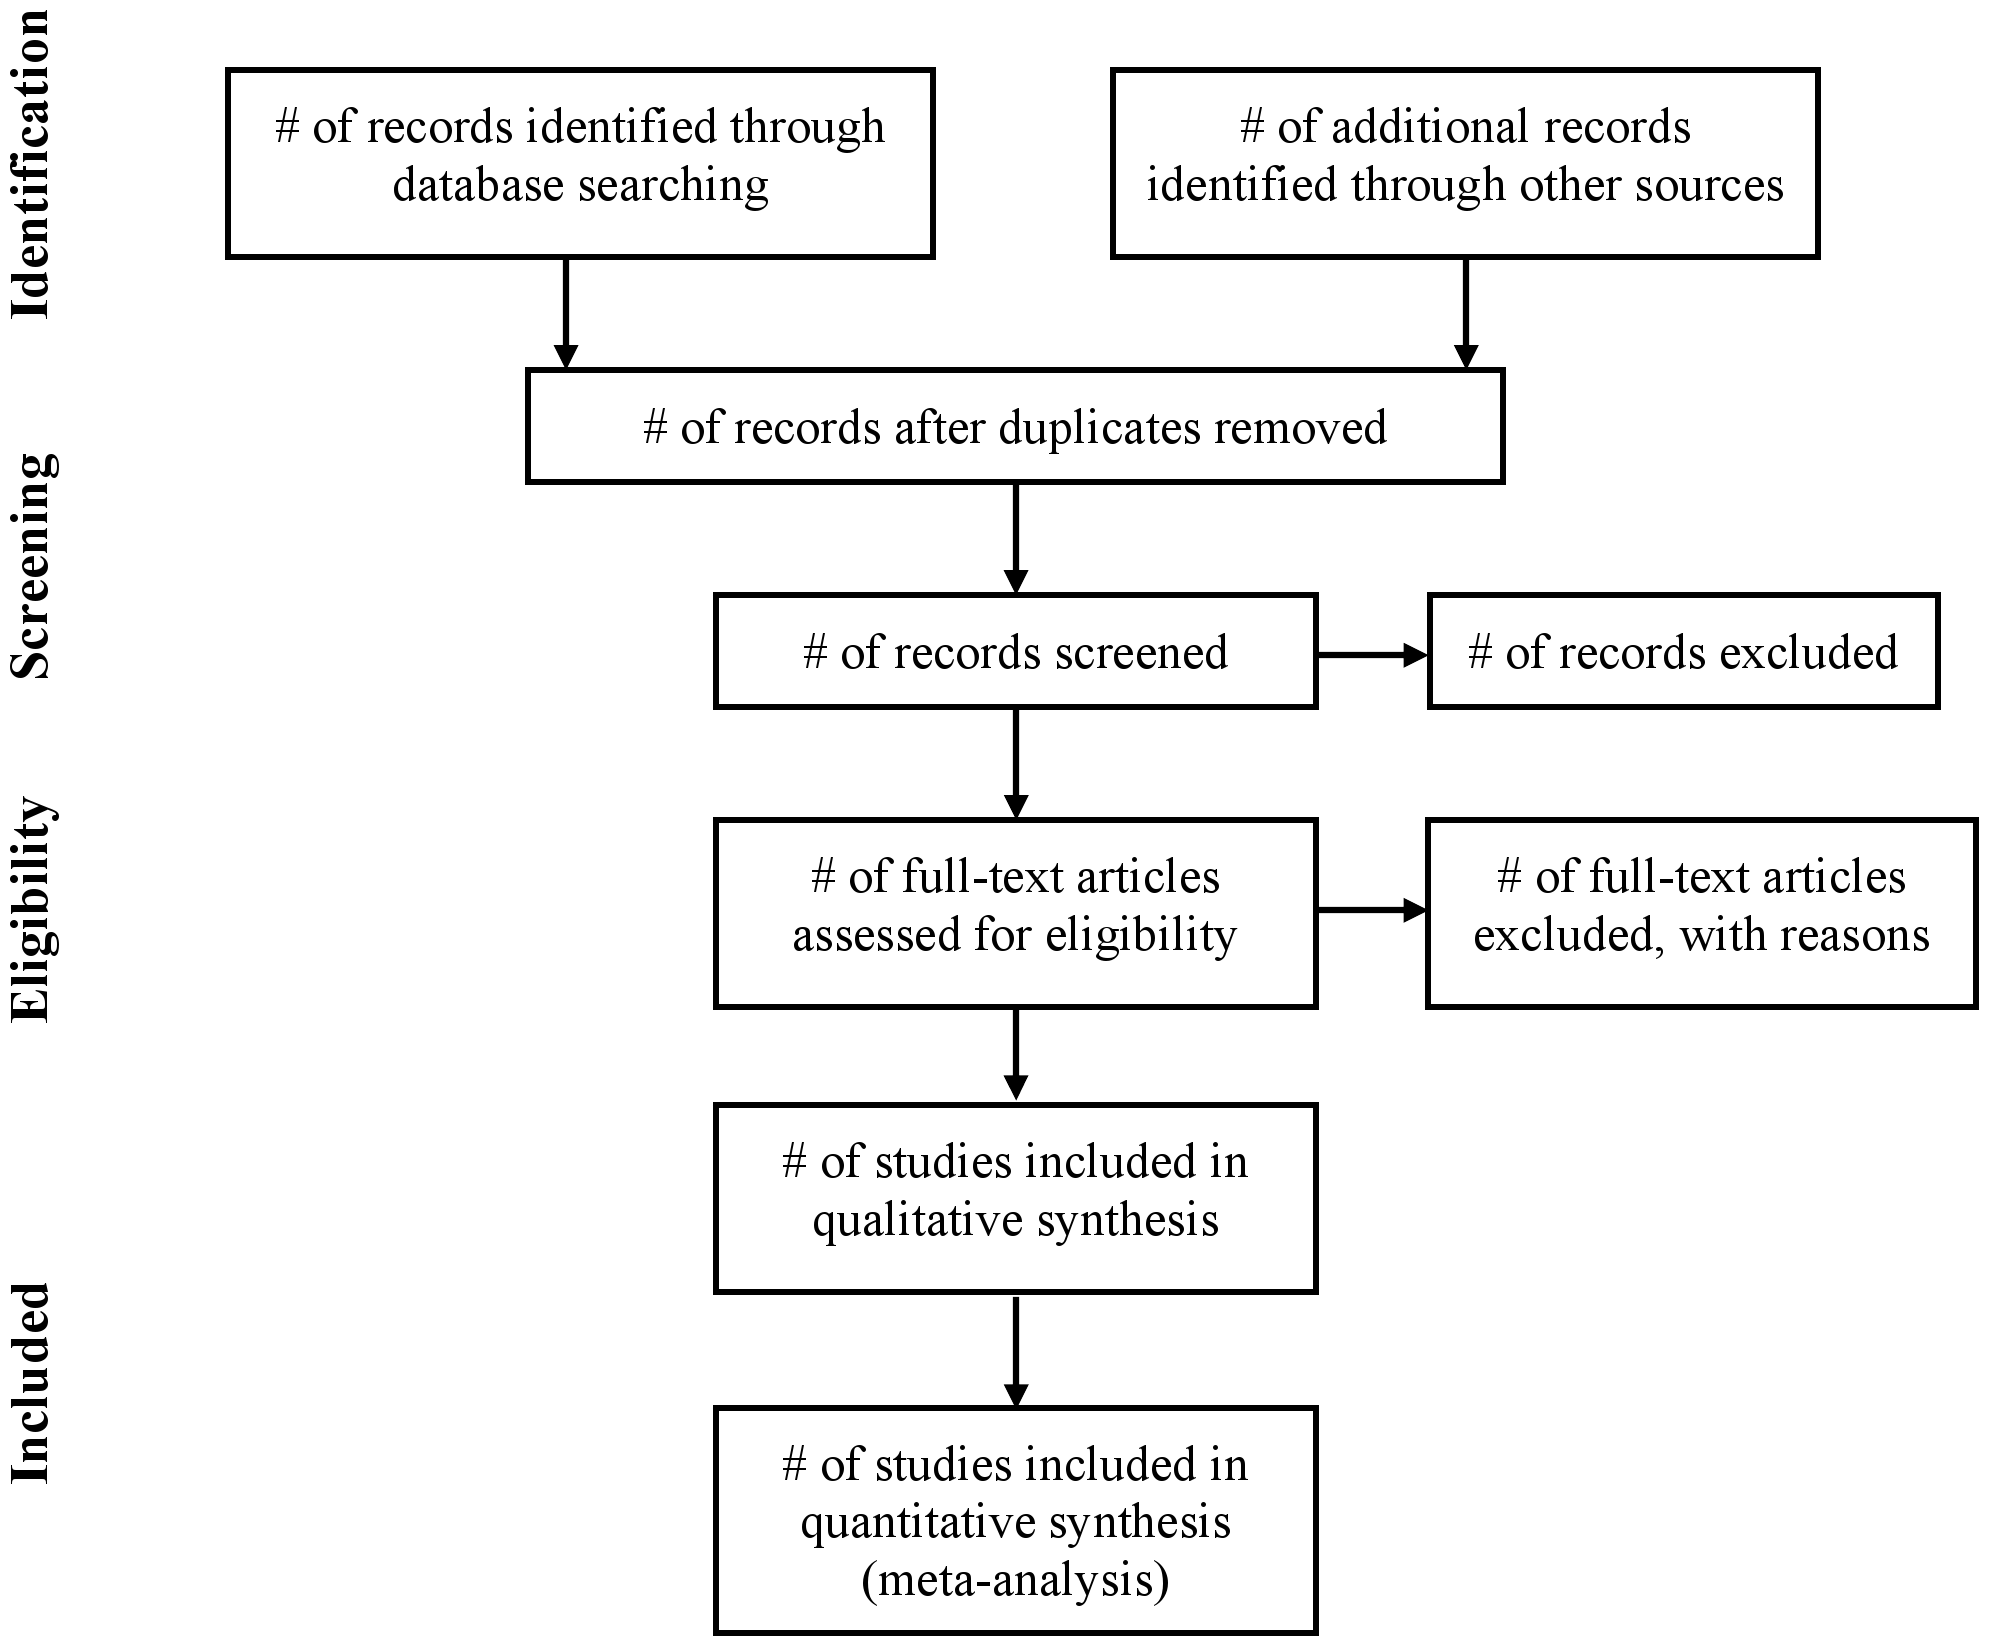 Identification
# of records identified through
database searching
# of additional records
identified through other sources
# of records after duplicates removed
Screening
# of records screened
# of records excluded
Eligibility
# of full-text articles
assessed for eligibility
# of full-text articles
excluded, with reasons
# of studies included in
qualitative synthesis
Included
# of studies included in
quantitative synthesis
(meta-analysis)